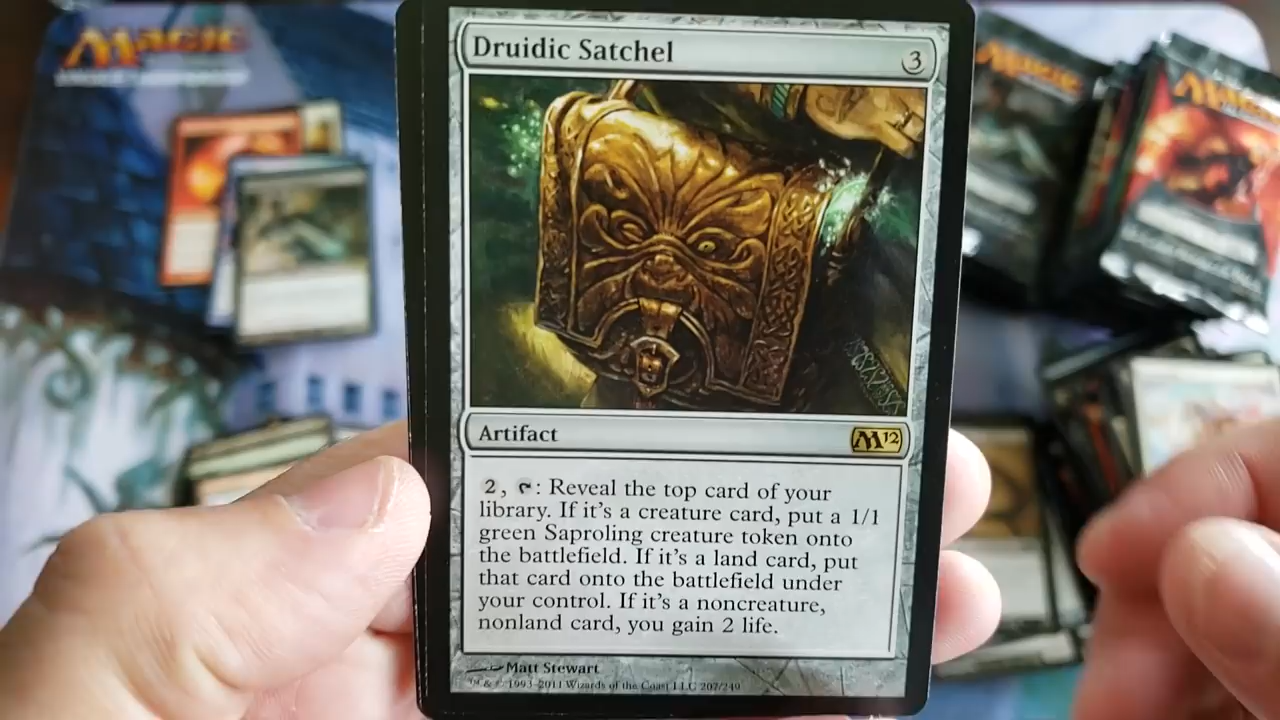 Magic
Druidic Satchel
3
Magic
Magic
Artifact
M12
2, : Reveal the top card of your
library. If it's a creature card, put a 1/1
green Saproling creature token onto
the battlefield. If it's a land card, put
that card onto the battlefield under
your control. If it's a noncreature,
nonland card, you gain 2 life.
Matt Stewart
™ & © 1993–2011 Wizards of the Coast LLC 207/249